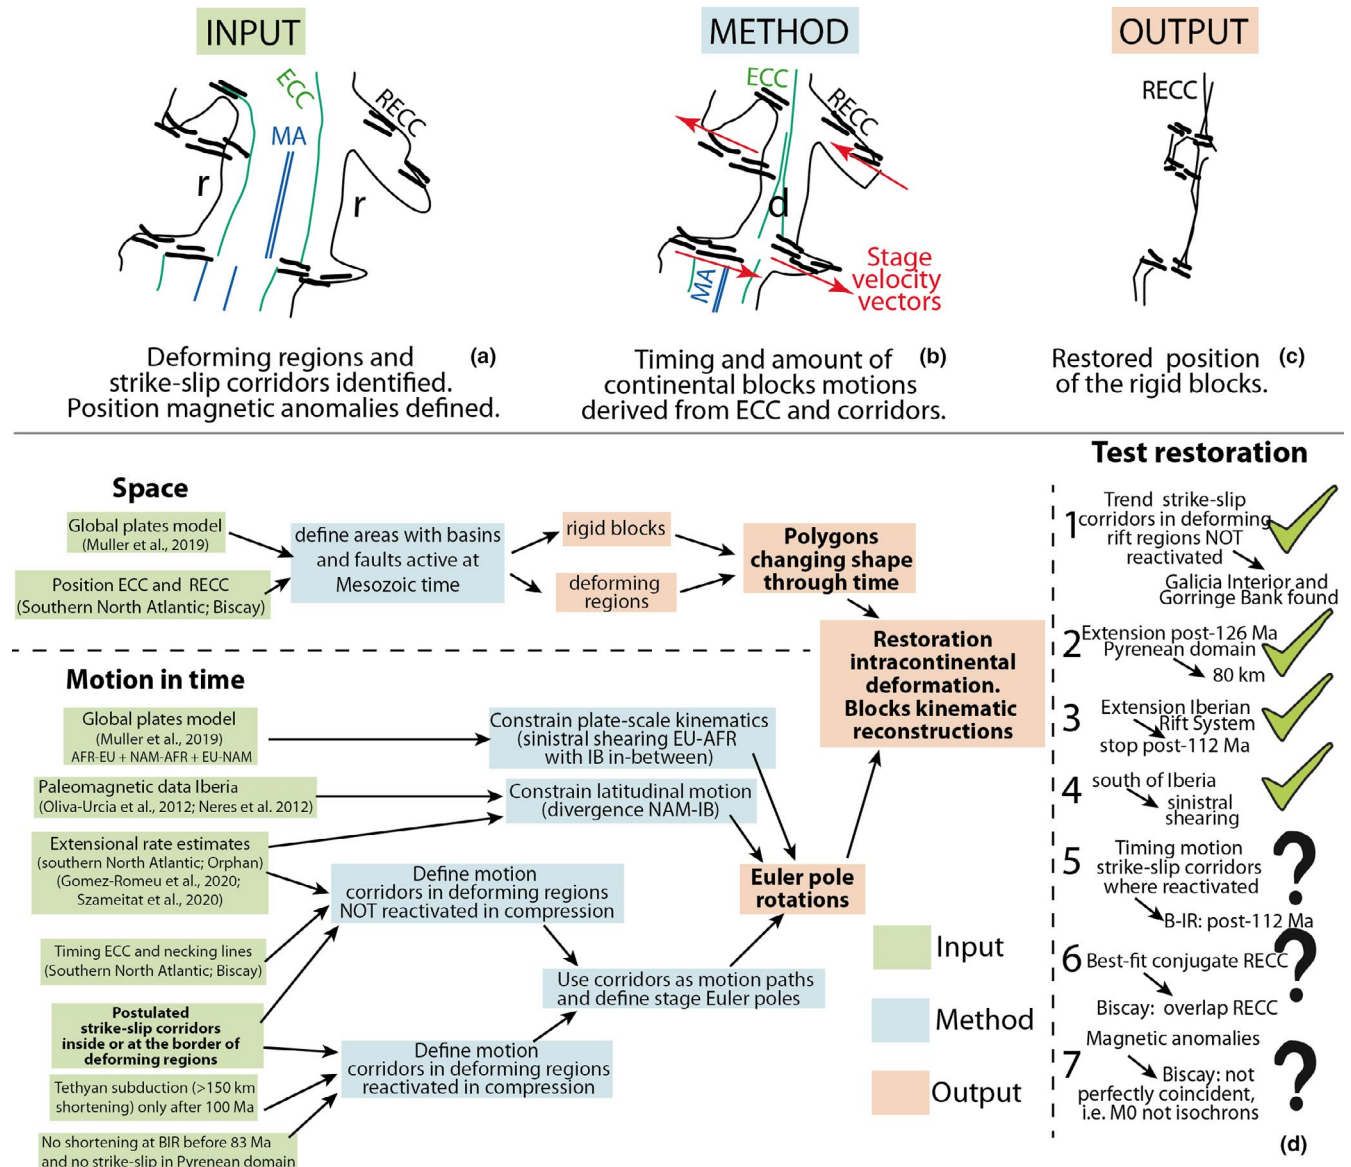 INPUT
METHOD
OUTPUT
ECC
MA
RECC
r
r
ECC
RECC
d
MA
Stage
velocity
vectors
RECC
Deforming regions and
strike-slip corridors identified.
Position magnetic anomalies defined.
(a)
Timing and amount of
continental blocks motions
derived from ECC and corridors.
(b)
Restored position
of the rigid blocks.
(c)
Space
Global plates model
(Muller et al., 2019)
Position ECC and RECC
(Southern North Atlantic; Biscay)
define areas with basins
and faults active at
Mesozoic time
rigid blocks
deforming
regions
Polygons
changing shape
through time
Restoration
intracontinental
deformation.
Blocks kinematic
reconstructions
Motion in time
Global plates model
(Muller et al., 2019)
AFR-EU + NAM-AFR + EU-NAM
Paleomagnetic data Iberia
(Oliva-Urcia et al., 2012; Neres et al. 2012)
Extensional rate estimates
(southern North Atlantic; Orphan)
(Gomez-Romeu et al., 2020;
Szameitat et al., 2020)
Timing ECC and necking lines
(Southern North Atlantic; Biscay)
Postulated
strike-slip corridors
inside or at the border of
deforming regions
Tethyan subduction (>150 km
shortening) only after 100 Ma
No shortening at BIR before 83 Ma
and no strike-slip in Pyrenean domain
Constrain plate-scale kinematics
(sinistral shearing EU-AFR
with IB in-between)
Constrain latitudinal motion
(divergence NAM-IB)
Define motion
corridors in deforming regions
NOT reactivated in compression
Use corridors as motion paths
and define stage Euler poles
Define motion
corridors in deforming regions
reactivated in compression
Euler pole
rotations
Input
Method
Output
Test restoration
1
Trend strike-slip
corridors in deforming
rift regions NOT
reactivated
Galicia Interior and
Gorringe Bank found
2
Extension post-126 Ma
Pyrenean domain
80 km
3
Extension Iberian
Rift System
stop post-112 Ma
4
south of Iberia
sinistral
shearing
5
Timing motion
strike-slip corridors
where reactivated
B-IR: post-112 Ma
?
6
Best-fit conjugate RECC
Biscay: overlap RECC
?
7
Magnetic anomalies
Biscay: not
perfectly coincident,
i.e. M0 not isochrons
?
(d)